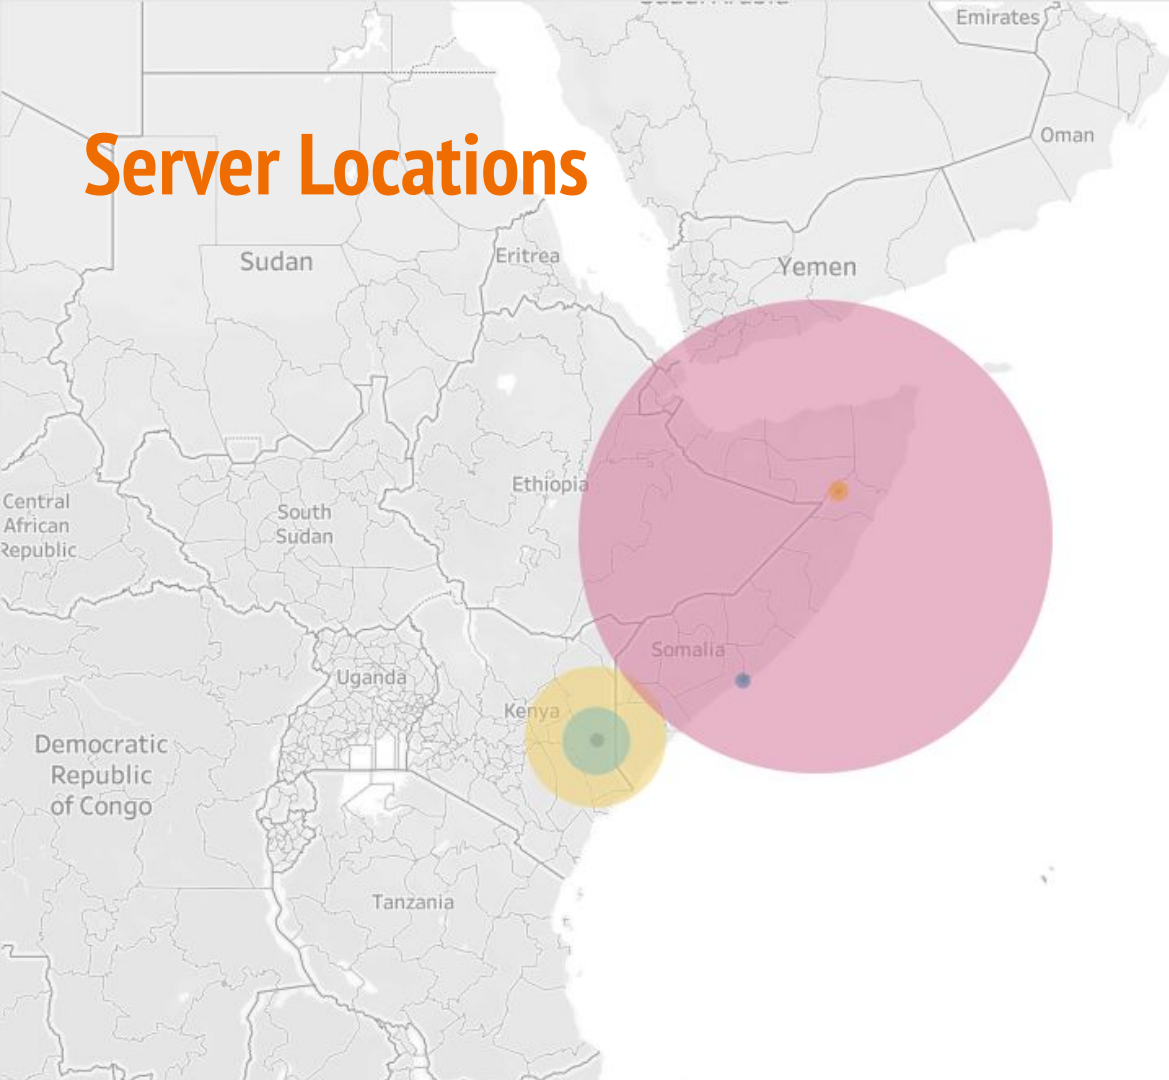 Emirates
Oman
Server Locations
Sudan
Eritrea
Yemen
Ethiopia
Central
African
Republic
South
Sudan
Somalia
Uganda
Kenya
Democratic
Republic
of Congo
Tanzania